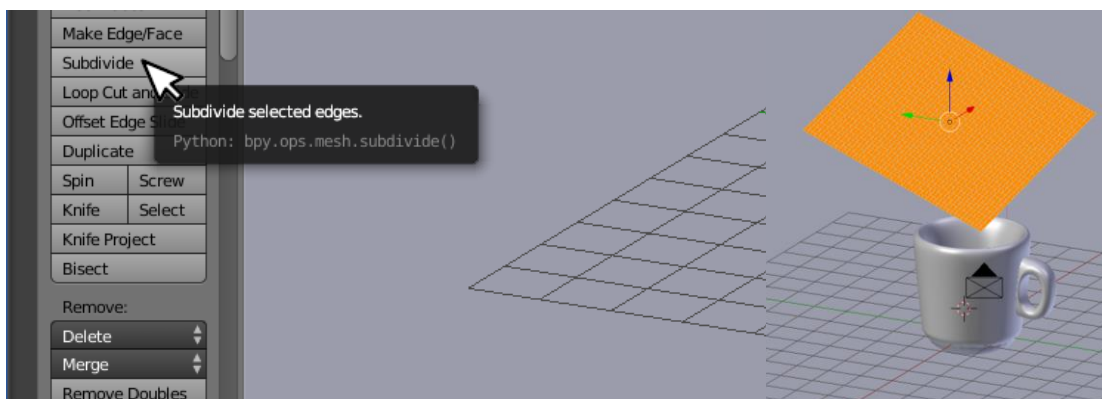 Make Edge/Face
Subdivide
Loop Cut and
Subdivide selected edges.
Offset Edge Slide
Python: bpy.ops.mesh.subdivide()
Duplicate
Spin Screw
Knife Select
Knife Project
Bisect
Remove:
Delete
Merge
Remove Doubles